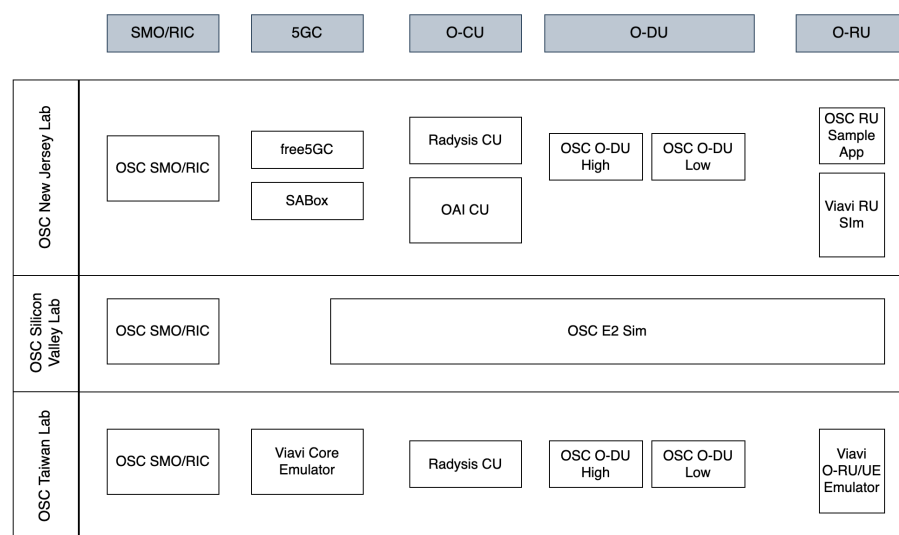 SMO/RIC
5GC
O-CU
O-DU
O-RU
OSC New Jersey Lab
OSC SMO/RIC
free5GC
SABox
Radysis CU
OAI CU
OSC O-DU
High
OSC O-DU
Low
OSC RU
Sample
App
Viavi RU
SIm
OSC Silicon
Valley Lab
OSC SMO/RIC
OSC E2 Sim
OSC Taiwan Lab
OSC SMO/RIC
Viavi Core
Emulator
Radysis CU
OSC O-DU
High
OSC O-DU
Low
Viavi
O-RU/UE
Emulator